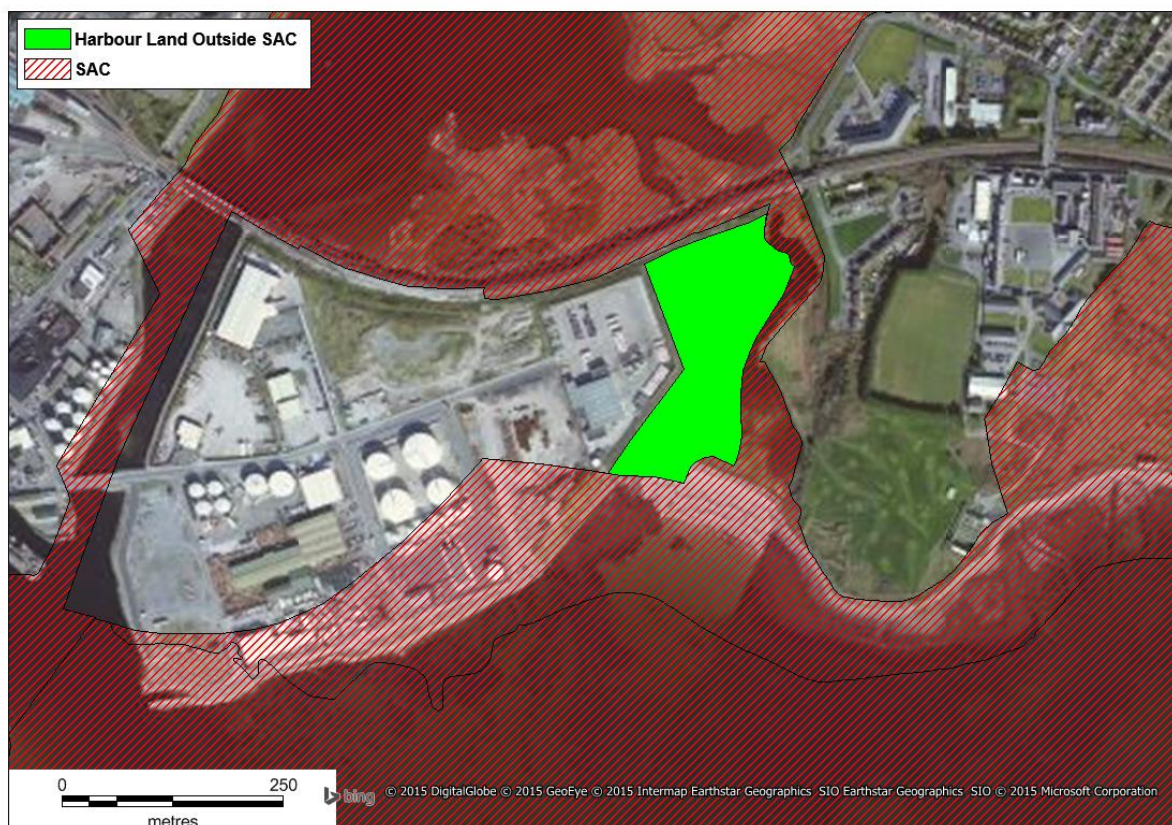 Harbour Land Outside SAC
SAC
0 250
metres
bing © 2015 DigitalGlobe © 2015 GeoEye © 2015 Intermap Earthstar Geographics SIO Earthstar Geographics SIO © 2015 Microsoft Corporation